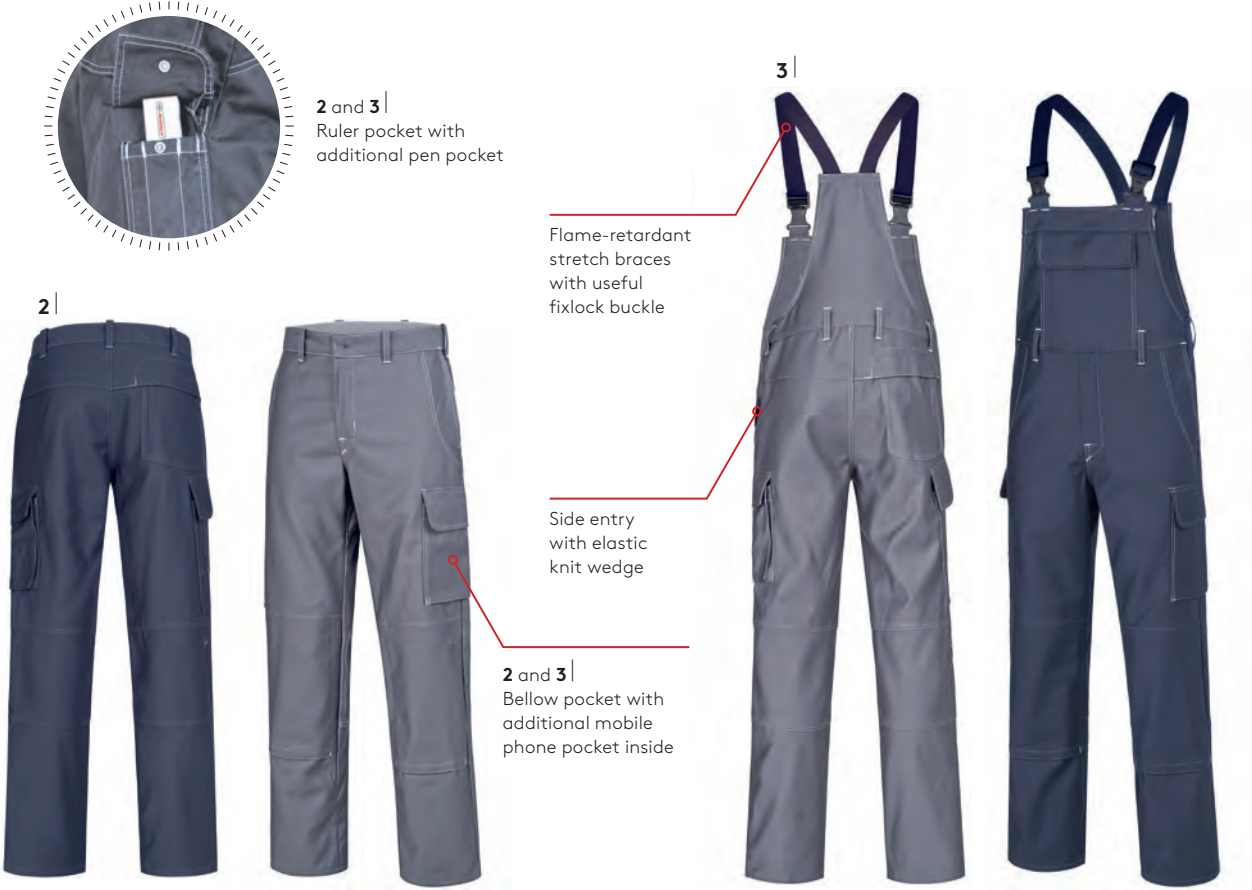 2 and 3
Ruler pocket with
additional pen pocket
3
Flame-retardant
stretch braces
with useful
fixlock buckle
2
Side entry
with elastic
knit wedge
2 and 3
Bellow pocket with
additional mobile
phone pocket inside